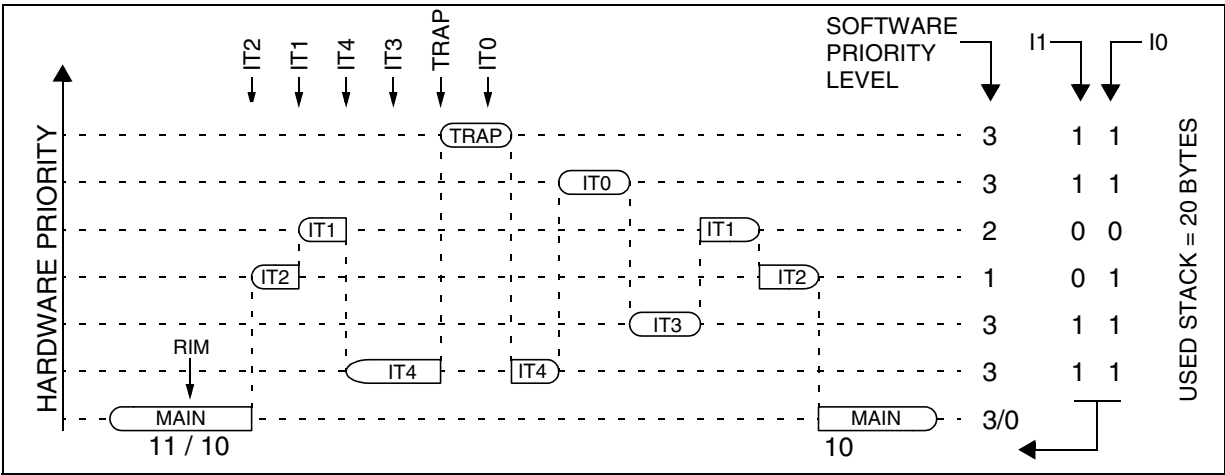 IT2
IT1
IT4
IT3
TRAP
IT0
SOFTWARE
PRIORITY
LEVEL
I1
I0
HARDWARE PRIORITY
TRAP
3 1 1
IT0
3 1 1
IT1
IT1
2 0 0
IT2
IT2
1 0 1
IT3
3 1 1
RIM
IT4
IT4
3 1 1
MAIN
MAIN
3/0
11 / 10
10
USED STACK = 20 BYTES